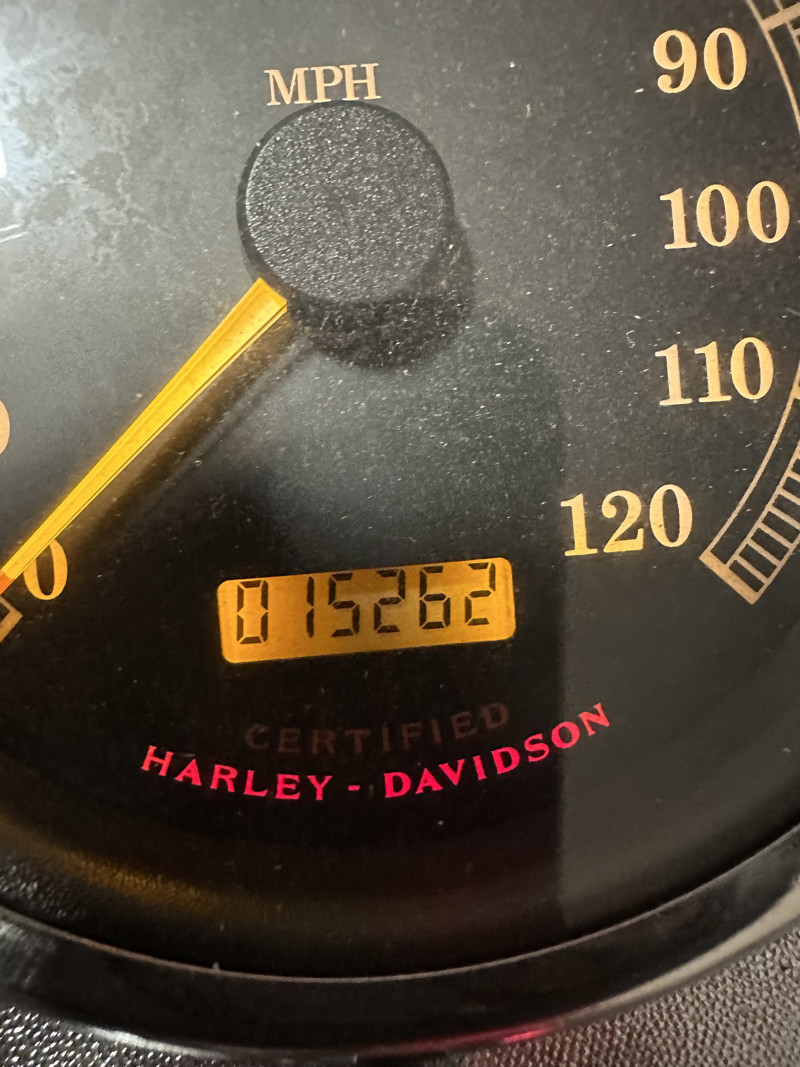 MPH
90
100
110
120
0
015262
CERTIFIED
HARLEY - DAVIDSON